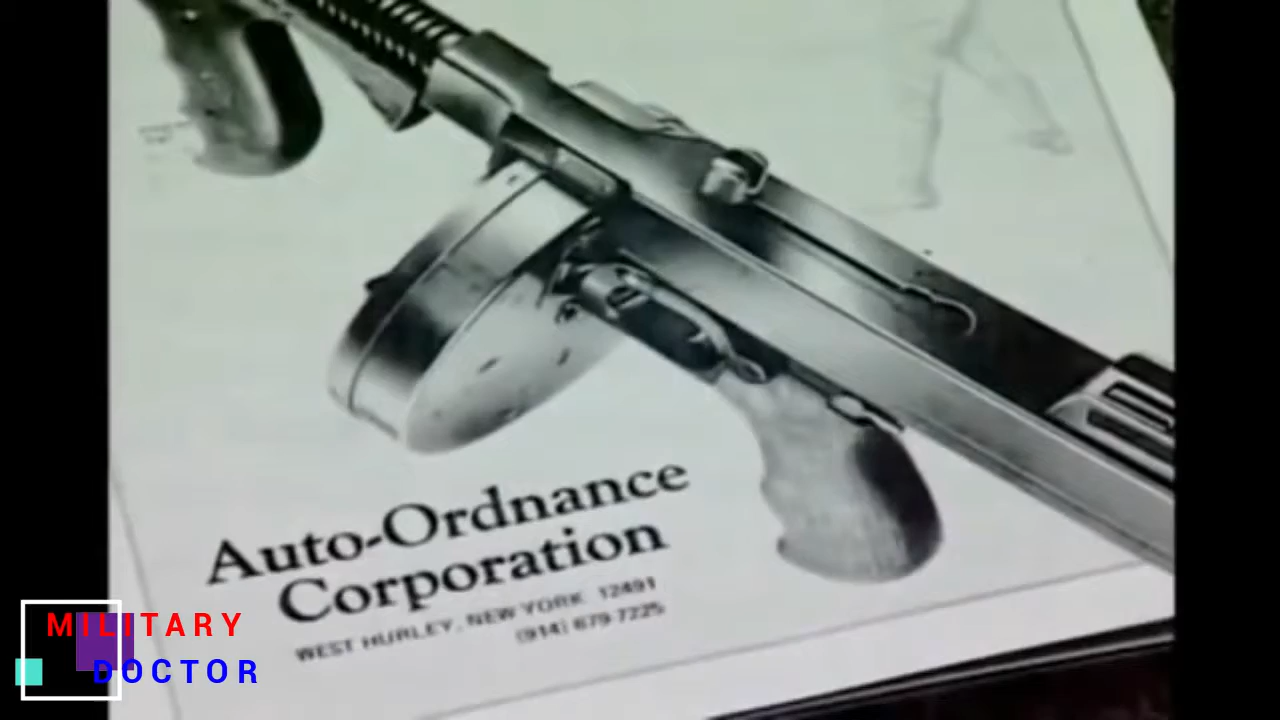 Auto-Ordnance
Corporation
WEST HURLEY, NEW YORK 12491
(914) 679-7225
MILITARY
DOCTOR